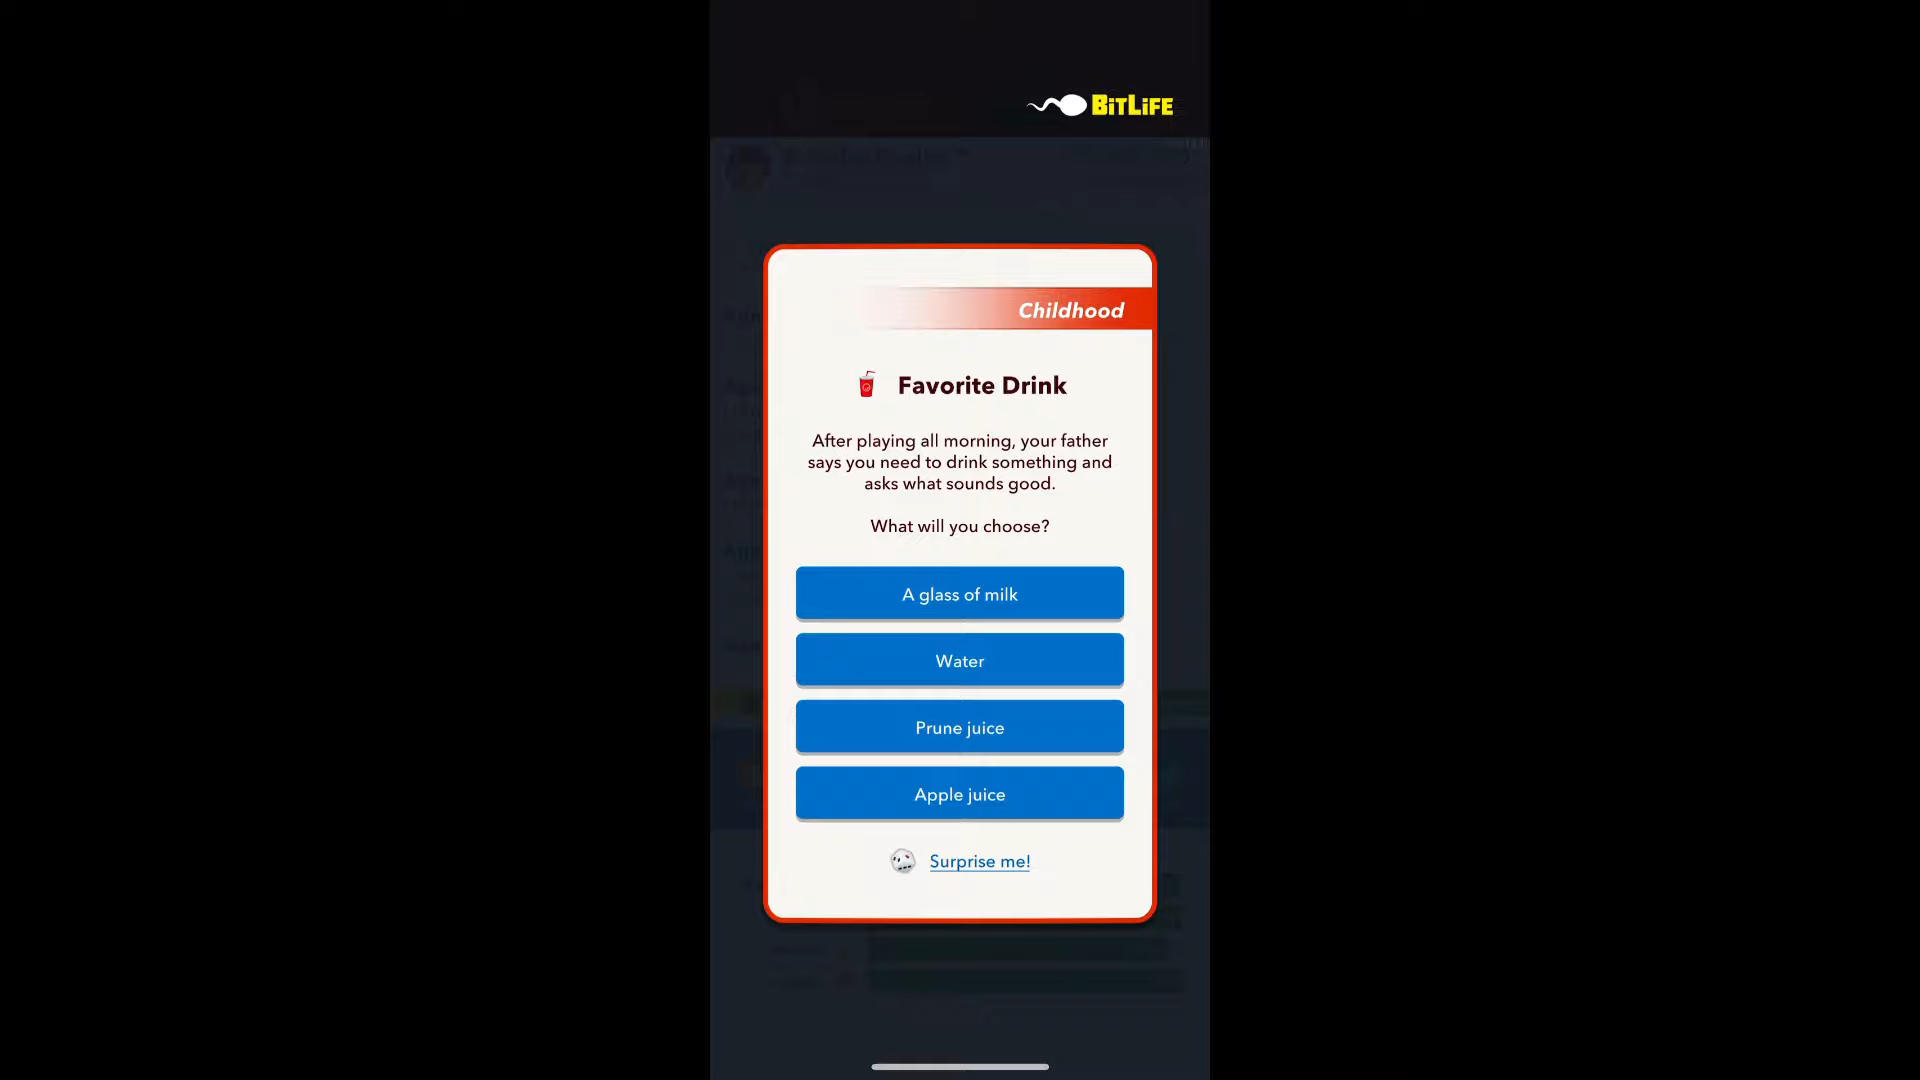 BITLIFE
Childhood
Favorite Drink
After playing all morning, your father
says you need to drink something and
asks what sounds good.
What will you choose?
A glass of milk
Water
Prune juice
Apple juice
Surprise me!